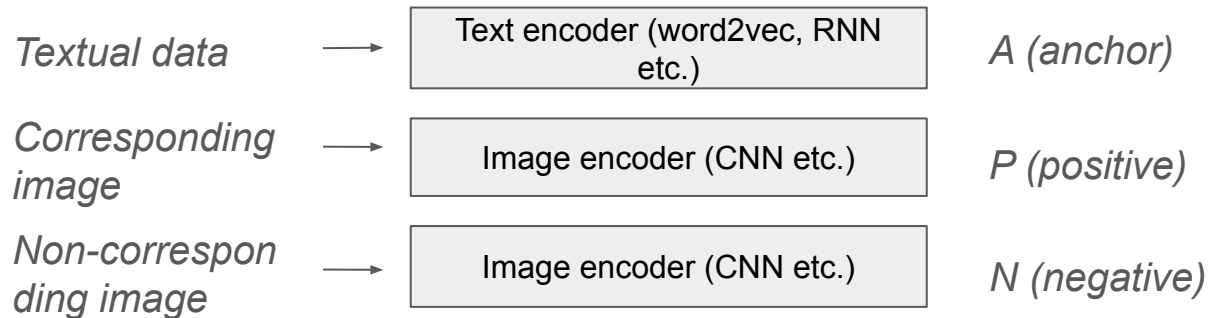 Textual data
Text encoder (word2vec, RNN
etc.)
A (anchor)
Corresponding
image
Image encoder (CNN etc.)
P (positive)
Non-correspon
ding image
Image encoder (CNN etc.)
N (negative)